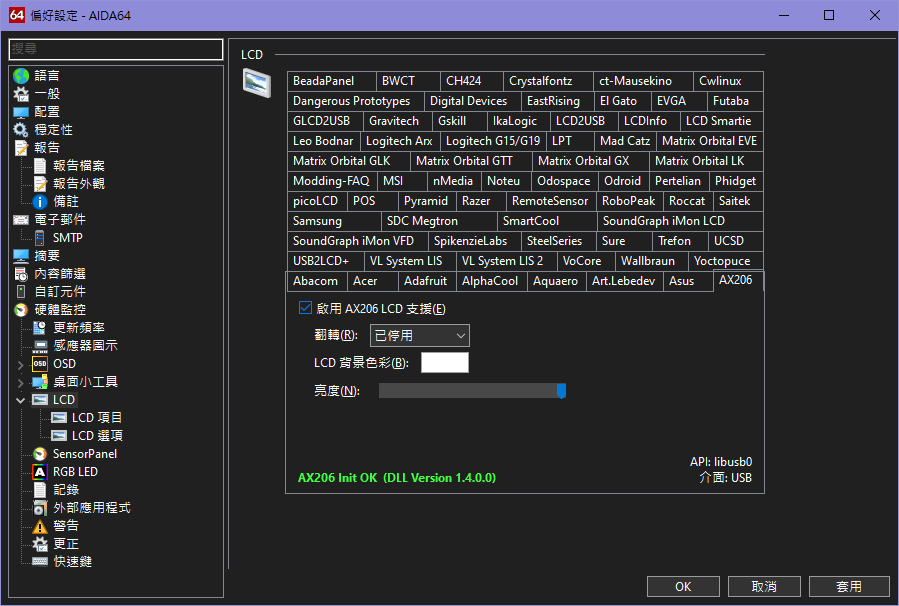 偏好設定 - AIDA64
搜尋
語言
一般
配置
穩定性
報告
報告檔案
報告外觀
備註
電子郵件
SMTP
摘要
內容篩選
自訂元件
硬體監控
更新頻率
感應器圖示
OSD
桌面小工具
LCD
LCD 項目
LCD 選項
SensorPanel
RGB LED
記錄
外部應用程式
警告
更正
快速鍵
LCD
BeadaPanel BWCT CH424 Crystalfontz ct-Mausekino Cwlinux
Dangerous Prototypes Digital Devices EastRising El Gato EVGA Futaba
GLCD2USB Gravitech Gskill IkaLogic LCD2USB LCDInfo LCD Smartie
Leo Bodnar Logitech Arx Logitech G15/G19 LPT Mad Catz Matrix Orbital EVE
Matrix Orbital GLK Matrix Orbital GTT Matrix Orbital GX Matrix Orbital LK
Modding-FAQ MSI nMedia Noteu Odospace Odroid Pertelian Phidget
picoLCD POS Pyramid Razer RemoteSensor RoboPeak Roccat Saitek
Samsung SDC Megtron SmartCool SoundGraph iMon LCD
SoundGraph iMon VFD SpikenzieLabs SteelSeries Sure Trefon UCSD
USB2LCD+ VL System LIS VL System LIS 2 VoCore Wallbraun Yoctopuce
Abacom Acer Adafruit AlphaCool Aquaero Art.Lebedev Asus AX206
啟用 AX206 LCD 支援(E)
翻轉(R): 已停用
LCD 背景色彩(B):
亮度(N):
API: libusb0
AX206 Init OK (DLL Version 1.4.0.0) 介面: USB
OK 取消 套用